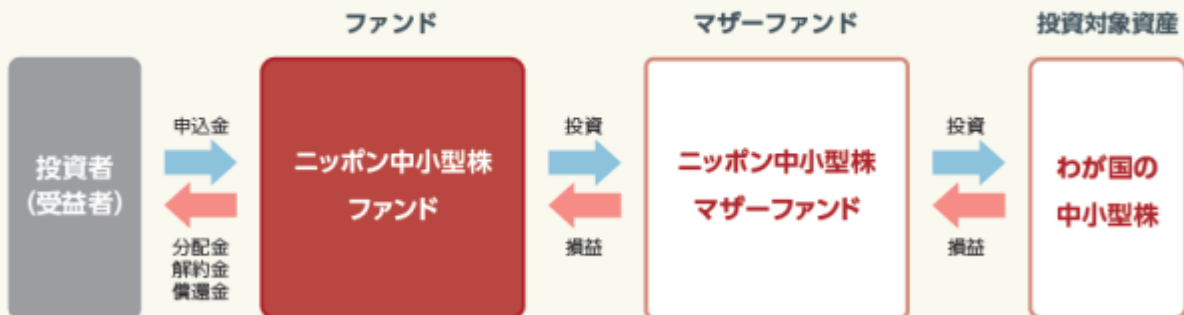 ファンド
マザーファンド
投資対象資産
投資者
(受益者)
申込金
分配金
解約金
償還金
ニッポン中小型株
ファンド
投資
損益
ニッポン中小型株
マザーファンド
投資
損益
わが国の
中小型株